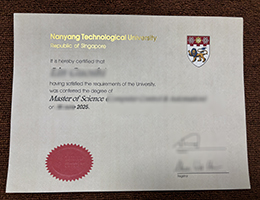 Nanyang Technological University
Republic of Singapore
It is hereby certified that
having satisfied the requirements of the University
was conferred the degree of
Master of Science
on 2025.